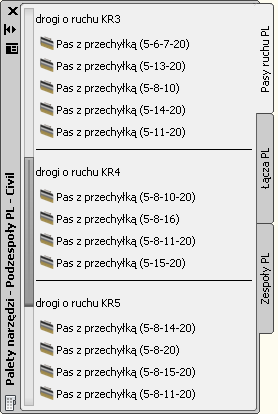 drogi o ruchu KR3
Pas z przechyłką (5-6-7-20)
Pas z przechyłką (5-13-20)
Pas z przechyłką (5-8-10)
Pas z przechyłką (5-14-20)
Pas z przechyłką (5-11-20)
drogi o ruchu KR4
Pas z przechyłką (5-8-10-20)
Pas z przechyłką (5-8-16)
Pas z przechyłką (5-8-11-20)
Pas z przechyłką (5-15-20)
drogi o ruchu KR5
Pas z przechyłką (5-8-14-20)
Pas z przechyłką (5-8-20)
Pas z przechyłką (5-8-15-20)
Pas z przechyłką (5-8-11-20)
Pasy ruchu PL
Łącza PL
Zespoły PL
Palety narzędzi - Podzespoły PL - Civil